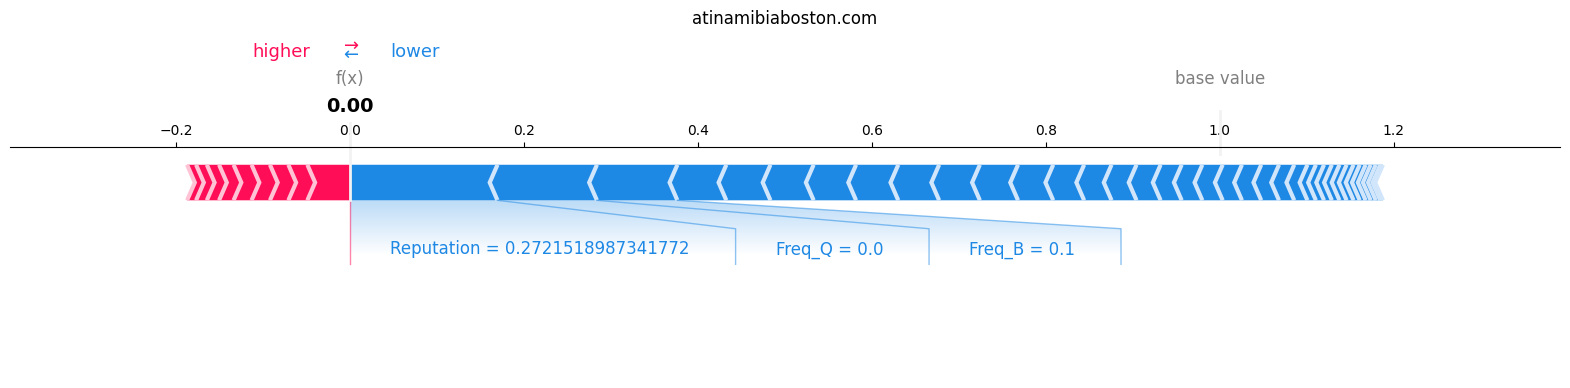 atinamibiaboston.com
higher ⇄ lower
f(x) base value
0.00
−0.2 0.0 0.2 0.4 0.6 0.8 1.0 1.2
Reputation = 0.2721518987341772 Freq_Q = 0.0 Freq_B = 0.1